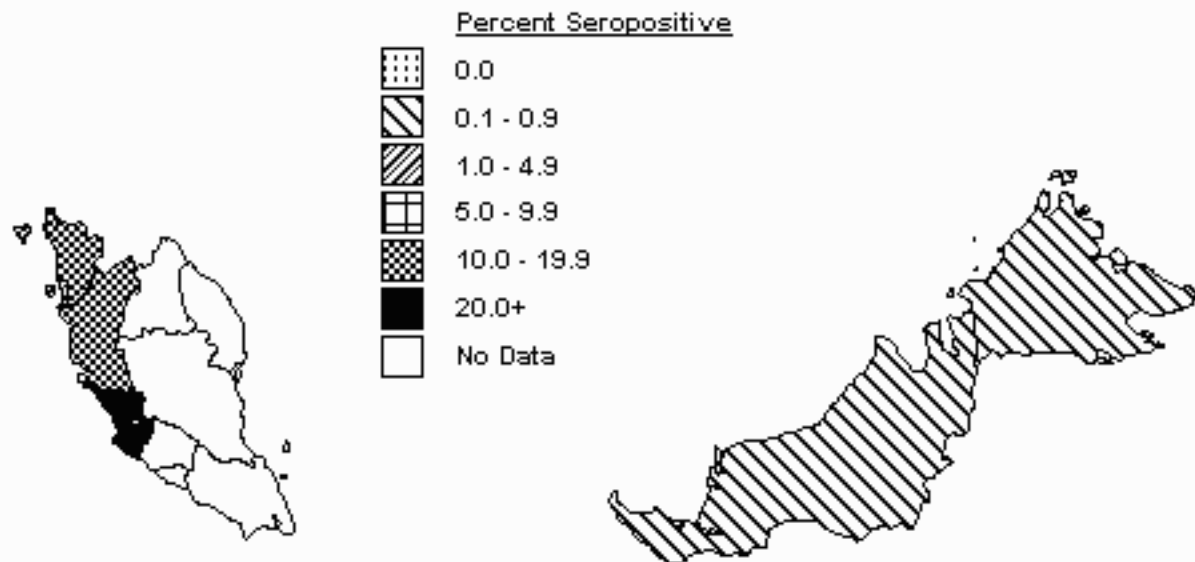 Percent Seropositive
0.0
0.1 - 0.9
1.0 - 4.9
5.0 - 9.9
10.0 - 19.9
20.0+
No Data